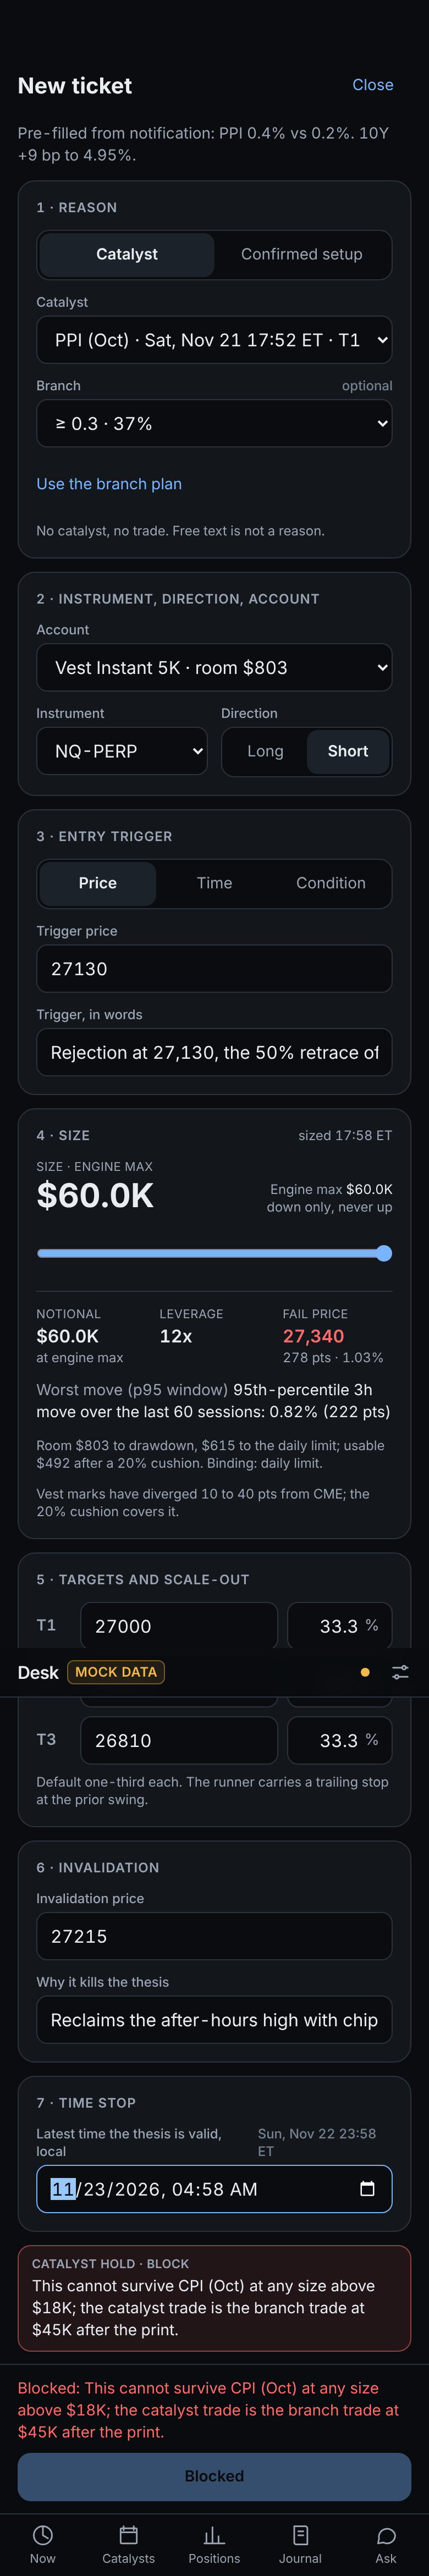 New ticket
Close
Pre-filled from notification: PPI 0.4% vs 0.2%. 10Y
+9 bp to 4.95%.
1 · REASON
Catalyst
Confirmed setup
Catalyst
PPI (Oct) · Sat, Nov 21 17:52 ET · T1
Branch
optional
≥ 0.3 · 37%
Use the branch plan
No catalyst, no trade. Free text is not a reason.
2 · INSTRUMENT, DIRECTION, ACCOUNT
Account
Vest Instant 5K · room $803
Instrument
Direction
NQ-PERP
Long
Short
3 · ENTRY TRIGGER
Price
Time
Condition
Trigger price
27130
Trigger, in words
Rejection at 27,130, the 50% retrace of
4 · SIZE
sized 17:58 ET
SIZE · ENGINE MAX
$60.0K
Engine max $60.0K
down only, never up
NOTIONAL
LEVERAGE
FAIL PRICE
$60.0K
12x
27,340
at engine max
278 pts · 1.03%
Worst move (p95 window) 95th-percentile 3h
move over the last 60 sessions: 0.82% (222 pts)
Room $803 to drawdown, $615 to the daily limit; usable
$492 after a 20% cushion. Binding: daily limit.
Vest marks have diverged 10 to 40 pts from CME; the
20% cushion covers it.
5 · TARGETS AND SCALE-OUT
T1
27000
33.3 %
Desk
MOCK DATA
T3
26810
33.3 %
Default one-third each. The runner carries a trailing stop
at the prior swing.
6 · INVALIDATION
Invalidation price
27215
Why it kills the thesis
Reclaims the after-hours high with chip
7 · TIME STOP
Latest time the thesis is valid,
local
Sun, Nov 22 23:58
ET
11/23/2026, 04:58 AM
CATALYST HOLD · BLOCK
This cannot survive CPI (Oct) at any size above
$18K; the catalyst trade is the branch trade at
$45K after the print.
Blocked: This cannot survive CPI (Oct) at any size
above $18K; the catalyst trade is the branch trade at
$45K after the print.
Blocked
Now
Catalysts
Positions
Journal
Ask